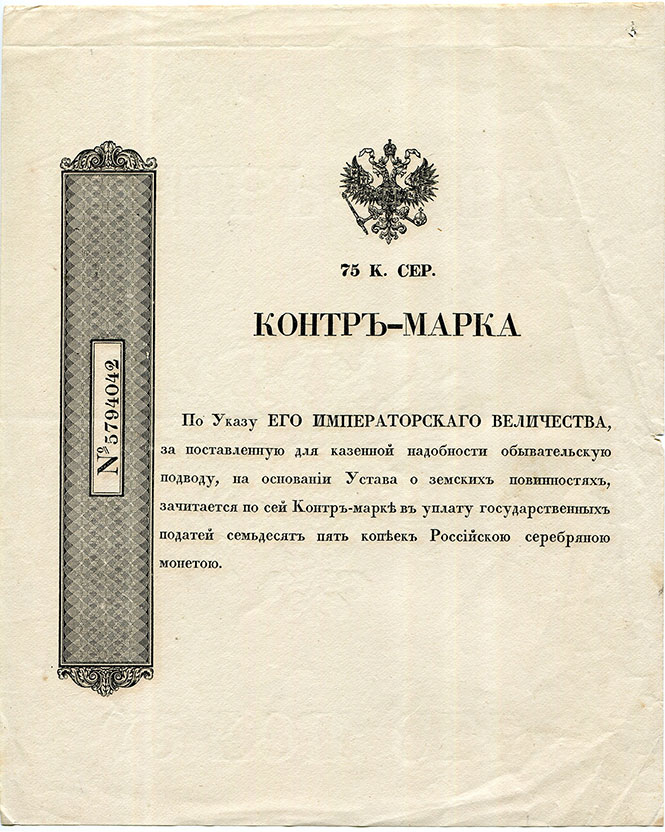 75 К. СЕР.
КОНТРЪ-МАРКА
№ 5794042
По Указу ЕГО ИМПЕРАТОРСКАГО ВЕЛИЧЕСТВА,
за поставленную для казенной надобности обывательскую
подводу, на основаніи Устава о земскихъ повинностяхъ,
зачитается по сей Контр-маркѣ въ уплату государственныхъ
податей семьдесятъ пять копѣекъ Россійскою серебряною
монетою.